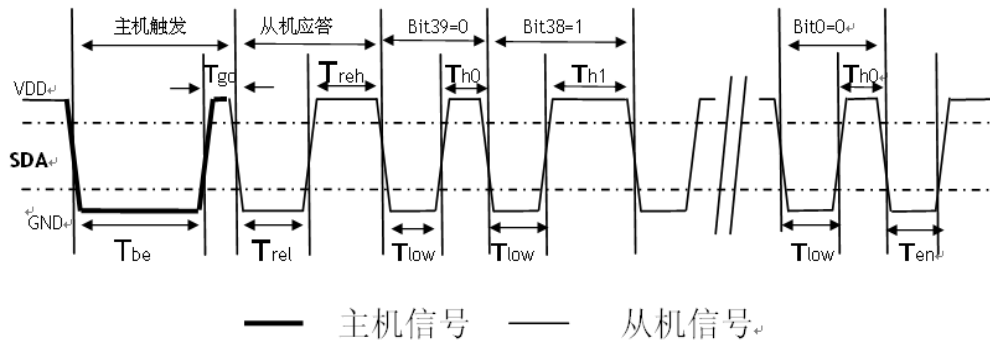 主机触发 从机应答 Bit39=0 Bit38=1 Bit0=0
Tgo Treh Th0 Th1 Th0
VDD
SDA
GND
Tbe Trel Tlow Tlow Tlow Ten
主机信号 从机信号